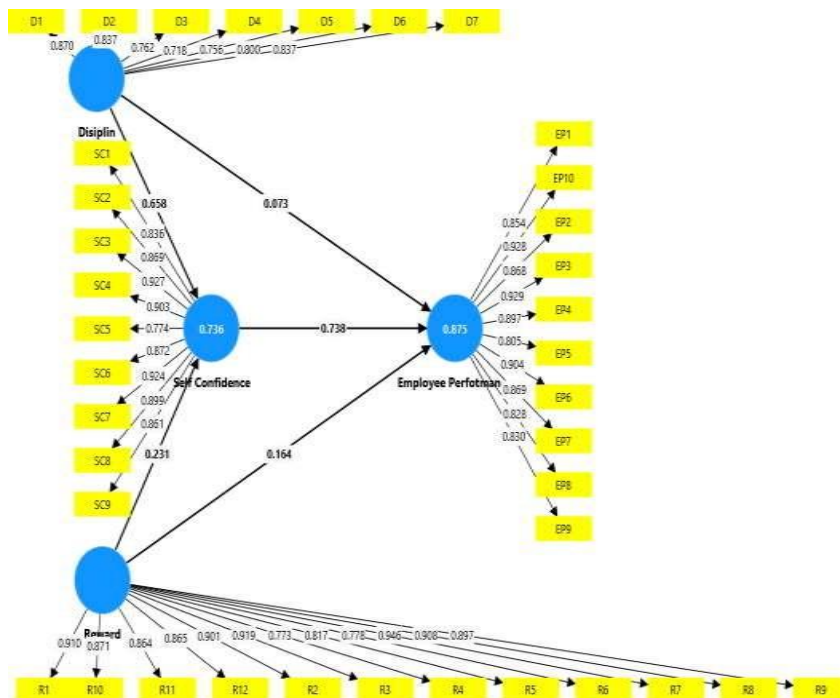 D1 D2 D3 D4 D5 D6 D7
0.870 0.837 0.762 0.718 0.756 0.800 0.837
Disiplin
SC1
SC2
SC3
SC4
SC5
SC6
SC7
SC8
SC9
0.658
0.836
0.869
0.927
0.903
0.774
0.872
0.924
0.899
0.861
0.231
0.073
0.736
Self Confidence
0.738
0.164
0.875
Employee Perfotman
EP1
EP10
EP2
EP3
EP4
EP5
EP6
EP7
EP8
EP9
0.854
0.928
0.868
0.929
0.897
0.805
0.904
0.869
0.828
0.830
Reward
0.910 0.871 0.864 0.865 0.901 0.919 0.773 0.817 0.778 0.946 0.908 0.897
R1 R10 R11 R12 R2 R3 R4 R5 R6 R7 R8 R9